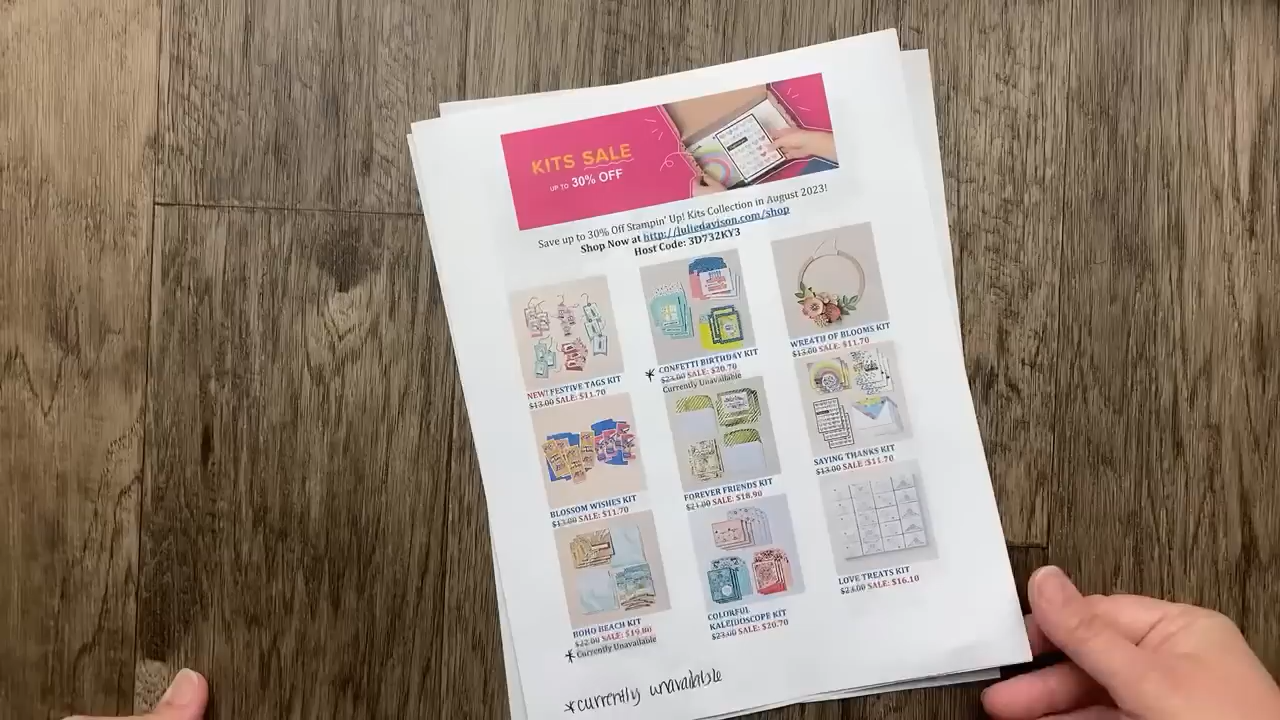 KITS SALE
UP TO 30% OFF
Save up to 30% Off Stampin' Up! Kits Collection in August 2023!
Shop Now at http://juliedavison.com/shop
Host Code: 3D732KY3
NEW! FESTIVE TAGS KIT
$13.00 SALE: $11.70
* CONFETTI BIRTHDAY KIT
$23.00 SALE: $20.70
Currently Unavailable
WREATH OF BLOOMS KIT
$13.00 SALE: $11.70
BLOSSOM WISHES KIT
$13.00 SALE: $11.70
FOREVER FRIENDS KIT
$21.00 SALE: $18.90
SAYING THANKS KIT
$13.00 SALE :$11.70
BOHO BEACH KIT
$22.00 SALE: $19.80
* Currently Unavailable
COLORFUL
KALEIDOSCOPE KIT
$23.00 SALE: $20.70
LOVE TREATS KIT
$23.00 SALE: $16.10
*currently unavailable